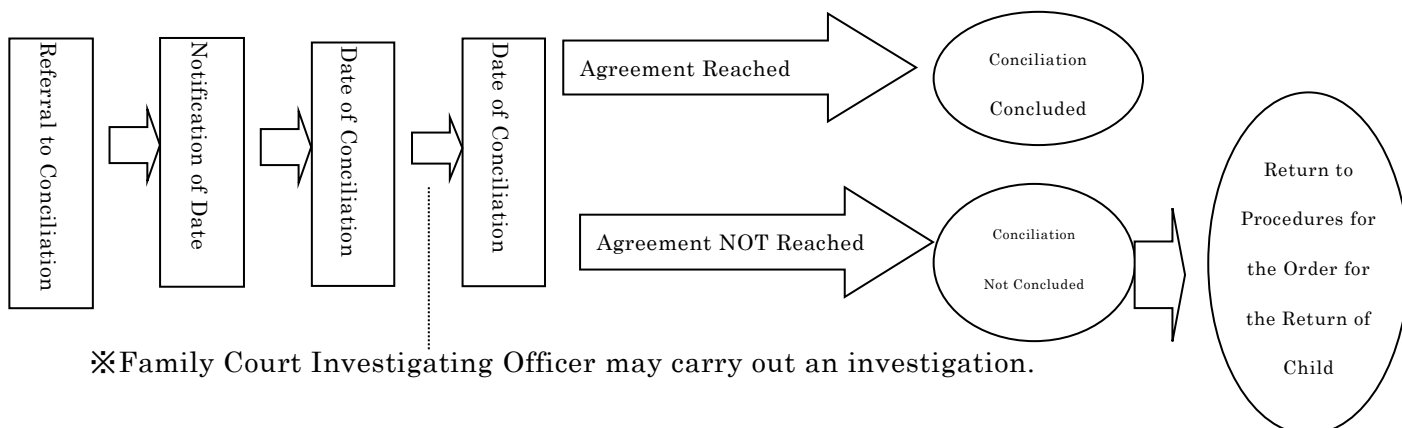 Referral to Conciliation
Notification of Date
Date of Conciliation
Date of Conciliation
Agreement Reached
Conciliation
Concluded
Agreement NOT Reached
Conciliation
Not Concluded
Return to
Procedures for
the Order for
the Return of
Child
※Family Court Investigating Officer may carry out an investigation.